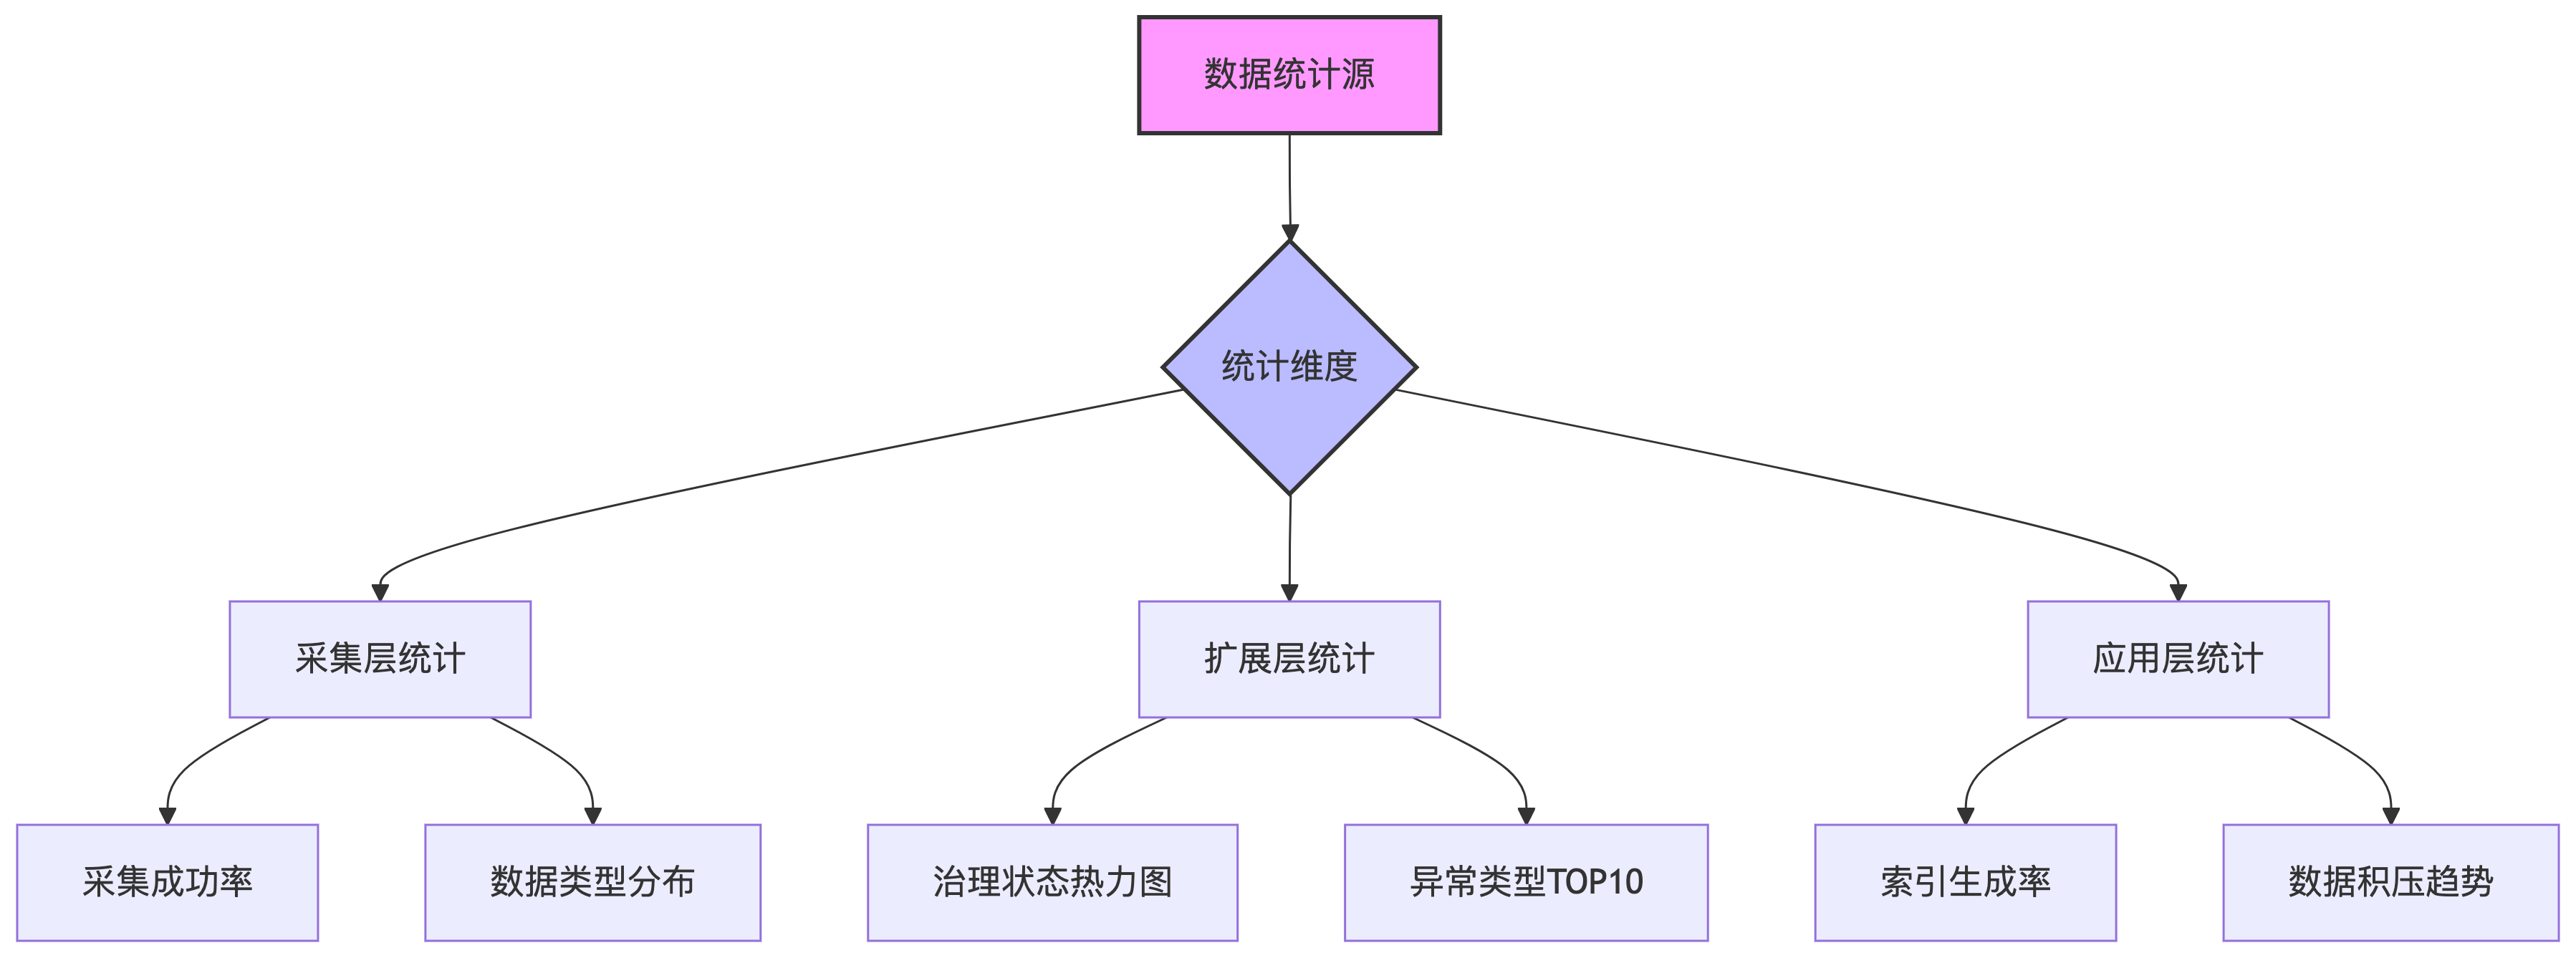 数据统计源
统计维度
采集层统计
扩展层统计
应用层统计
采集成功率
数据类型分布
治理状态热力图
异常类型TOP10
索引生成率
数据积压趋势